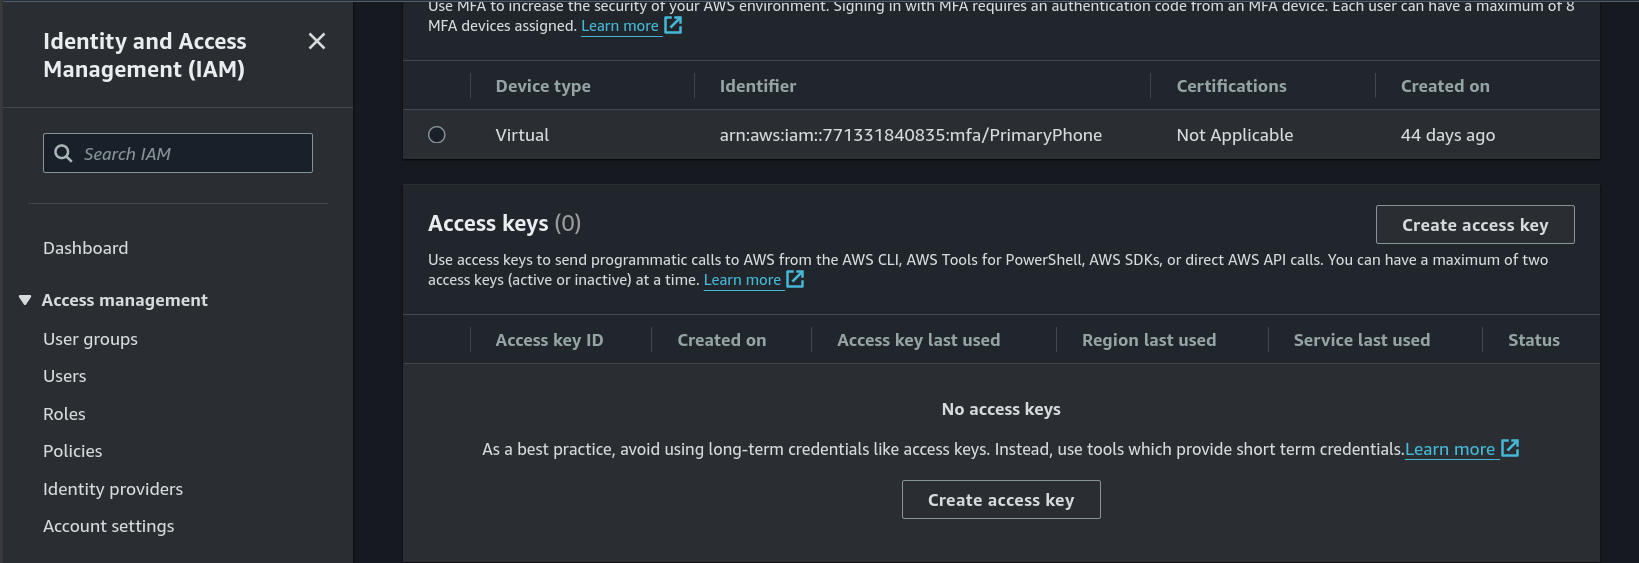 Identity and Access
Management (IAM)
Search IAM
Dashboard
Access management
User groups
Users
Roles
Policies
Identity providers
Account settings
Use MFA to increase the security of your AWS environment. Signing in with MFA requires an authentication code from an MFA device. Each user can have a maximum of 8
MFA devices assigned. Learn more
Device type Identifier Certifications Created on
Virtual arn:aws:iam::771331840835:mfa/PrimaryPhone Not Applicable 44 days ago
Access keys (0)
Create access key
Use access keys to send programmatic calls to AWS from the AWS CLI, AWS Tools for PowerShell, AWS SDKs, or direct AWS API calls. You can have a maximum of two
access keys (active or inactive) at a time. Learn more
Access key ID Created on Access key last used Region last used Service last used Status
No access keys
As a best practice, avoid using long-term credentials like access keys. Instead, use tools which provide short term credentials.Learn more
Create access key